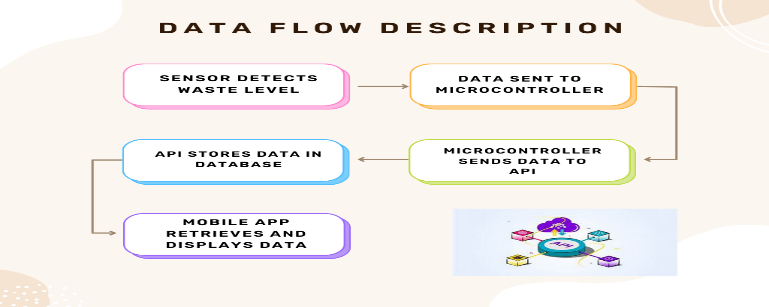 DATA FLOW DESCRIPTION
SENSOR DETECTS
WASTE LEVEL
DATA SENT TO
MICROCONTROLLER
MICROCONTROLLER
SENDS DATA TO
API
API STORES DATA IN
DATABASE
MOBILE APP
RETRIEVES AND
DISPLAYS DATA
API